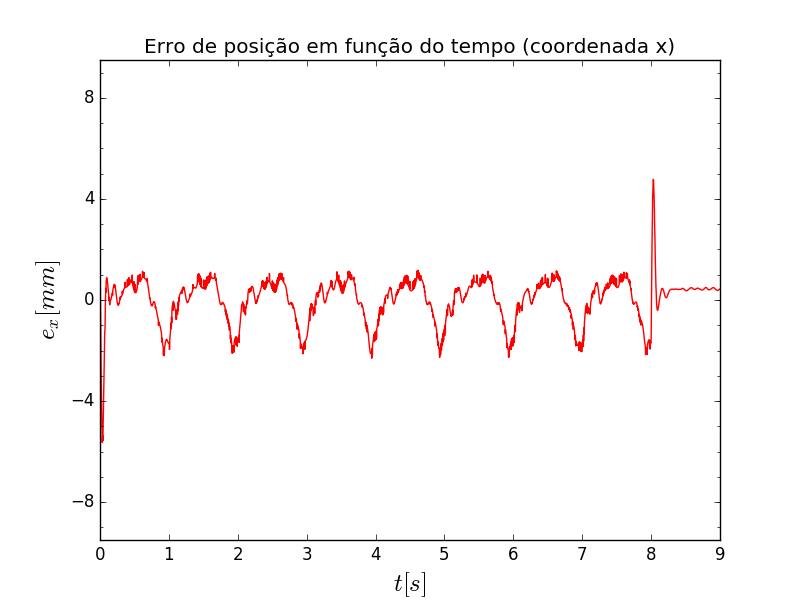 Erro de posição em função do tempo (coordenada x)
8
4
0
−4
−8
e_x[mm]
0 1 2 3 4 5 6 7 8 9
t[s]